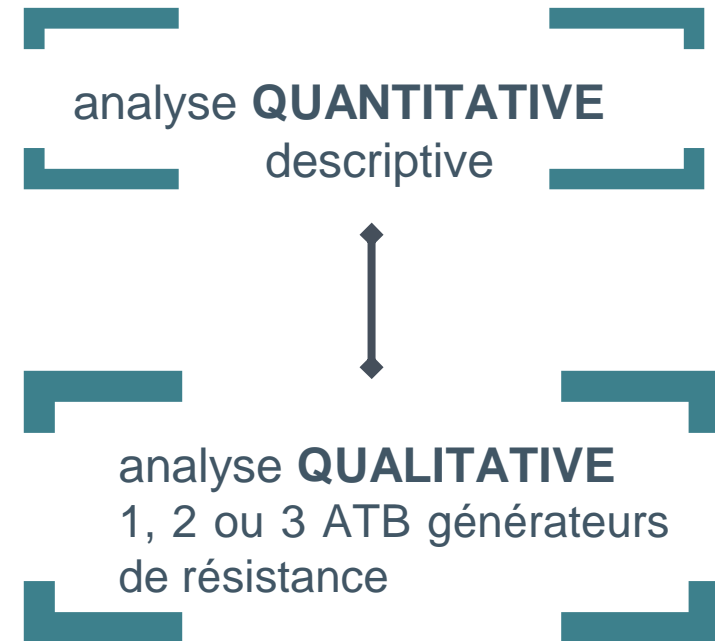 analyse QUANTITATIVE
descriptive
analyse QUALITATIVE
1, 2 ou 3 ATB générateurs
de résistance